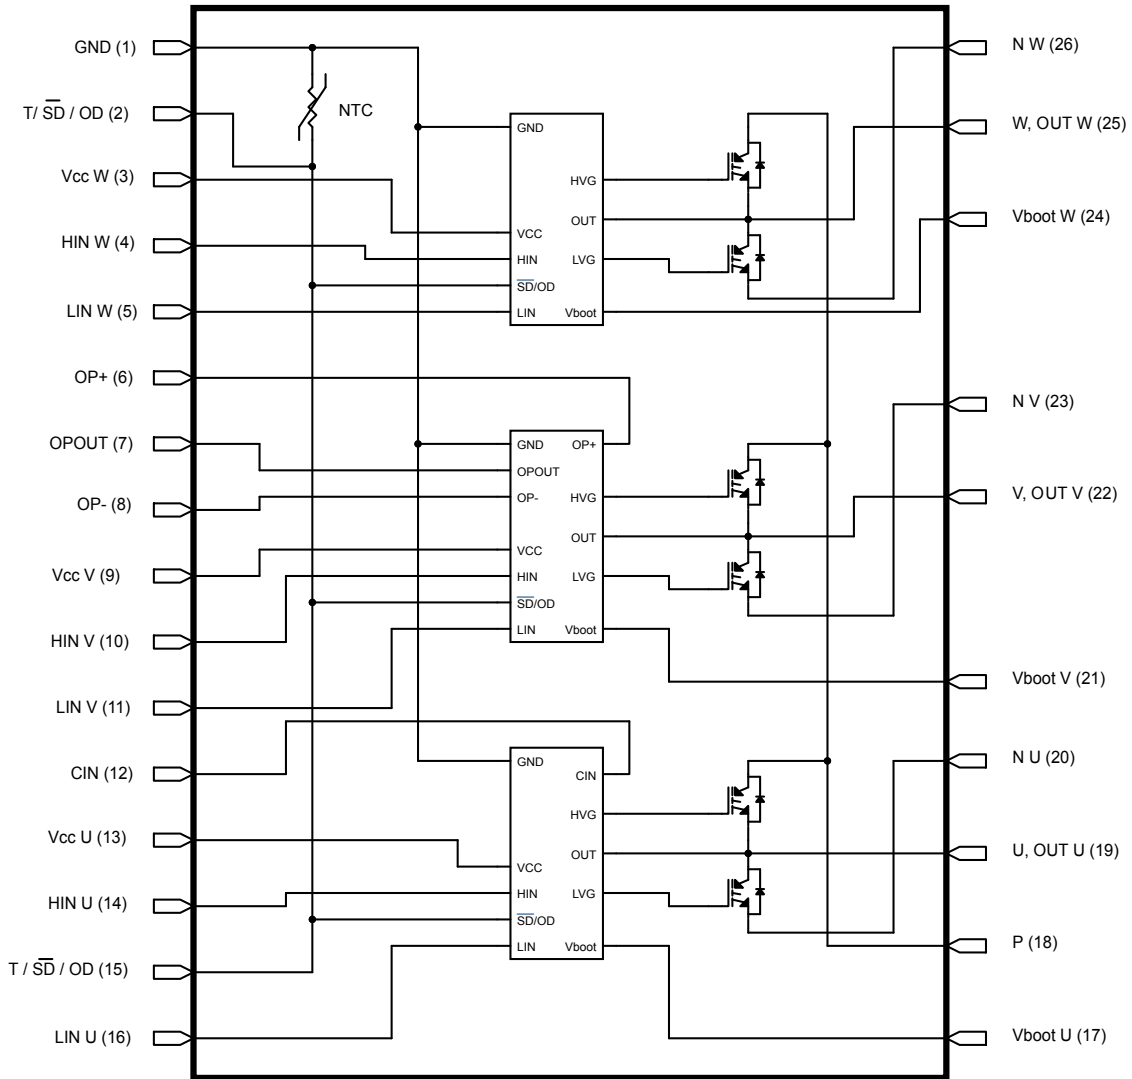 GND (1)
T/ SD / OD (2)
Vcc W (3)
HIN W (4)
LIN W (5)
OP+ (6)
OPOUT (7)
OP- (8)
Vcc V (9)
HIN V (10)
LIN V (11)
CIN (12)
Vcc U (13)
HIN U (14)
T / SD / OD (15)
LIN U (16)
NTC
GND
HVG
OUT
VCC
HIN
LVG
SD/OD
LIN
Vboot
GND
OP+
OPOUT
OP-
HVG
OUT
VCC
HIN
LVG
SD/OD
LIN
Vboot
GND
CIN
HVG
OUT
VCC
HIN
LVG
SD/OD
LIN
Vboot
N W (26)
W, OUT W (25)
Vboot W (24)
N V (23)
V, OUT V (22)
Vboot V (21)
N U (20)
U, OUT U (19)
P (18)
Vboot U (17)